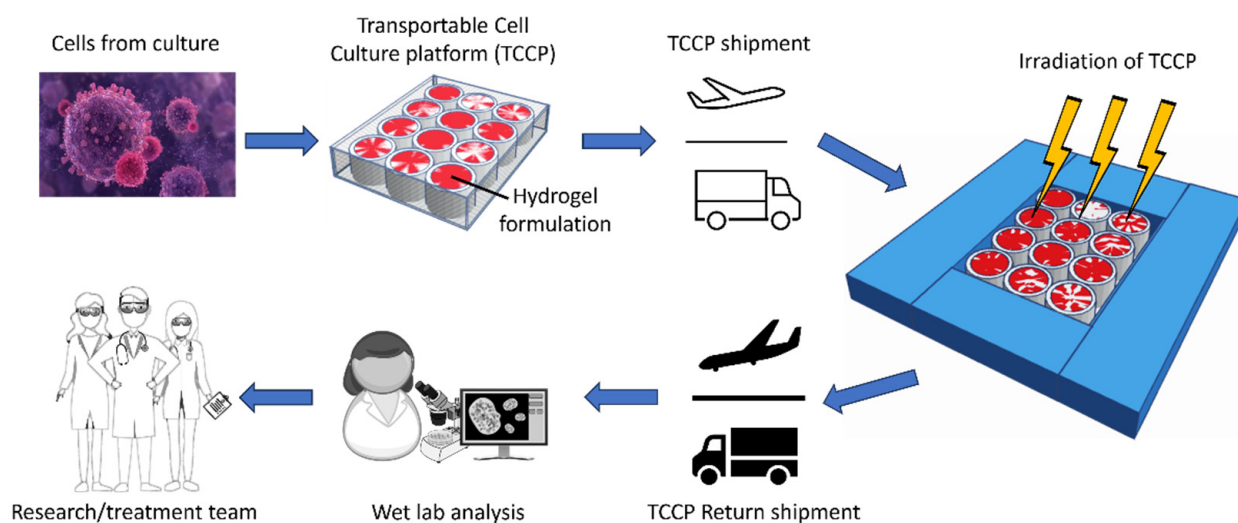 Cells from culture
Transportable Cell
Culture platform (TCCP)
TCCP shipment
Irradiation of TCCP
Hydrogel
formulation
Research/treatment team
Wet lab analysis
TCCP Return shipment